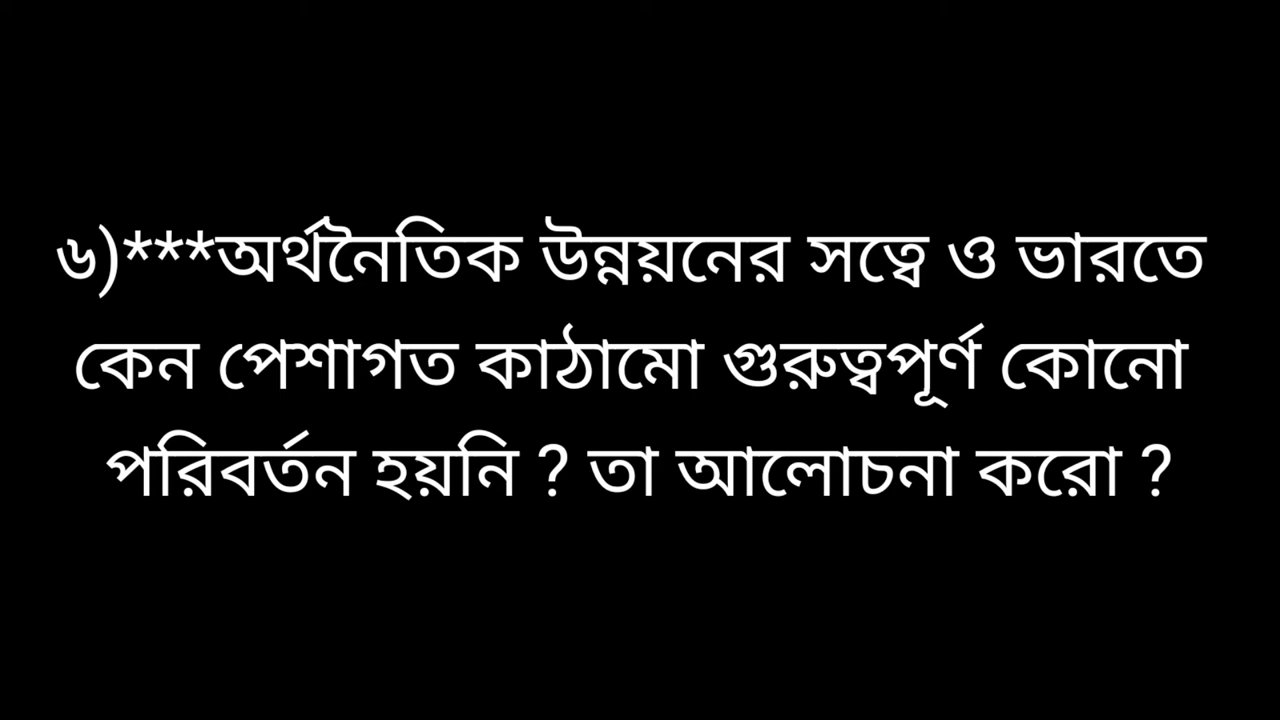 ৬)***অর্থনৈতিক উন্নয়নের সত্বে ও ভারতে
কেন পেশাগত কাঠামো গুরুত্বপূর্ণ কোনো
পরিবর্তন হয়নি ? তা আলোচনা করো ?